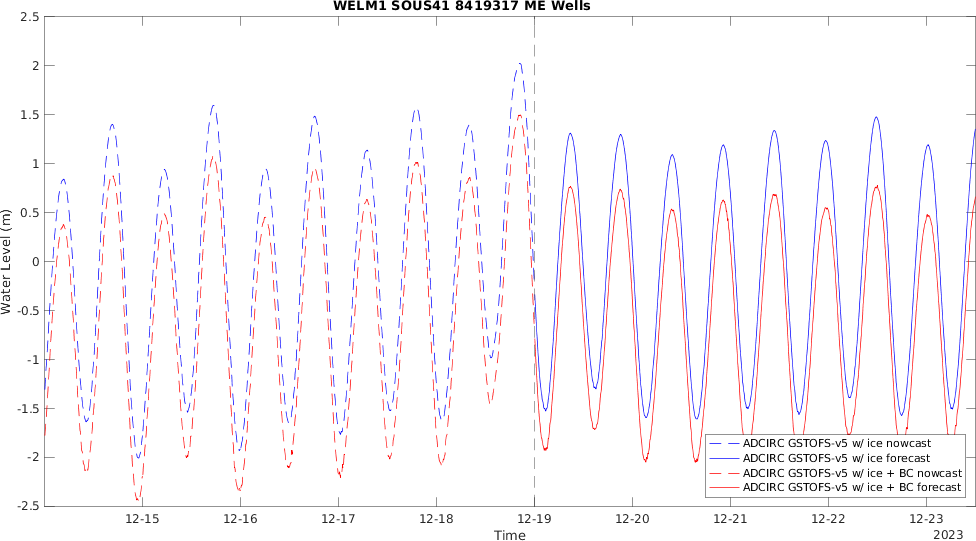 WELM1 SOUS41 8419317 ME Wells
2.5
2
1.5
1
0.5
0
-0.5
-1
-1.5
-2
-2.5
Water Level (m)
12-15 12-16 12-17 12-18 12-19 12-20 12-21 12-22 12-23
Time
2023
ADCIRC GSTOFS-v5 w/ ice nowcast
ADCIRC GSTOFS-v5 w/ ice forecast
ADCIRC GSTOFS-v5 w/ ice + BC nowcast
ADCIRC GSTOFS-v5 w/ ice + BC forecast